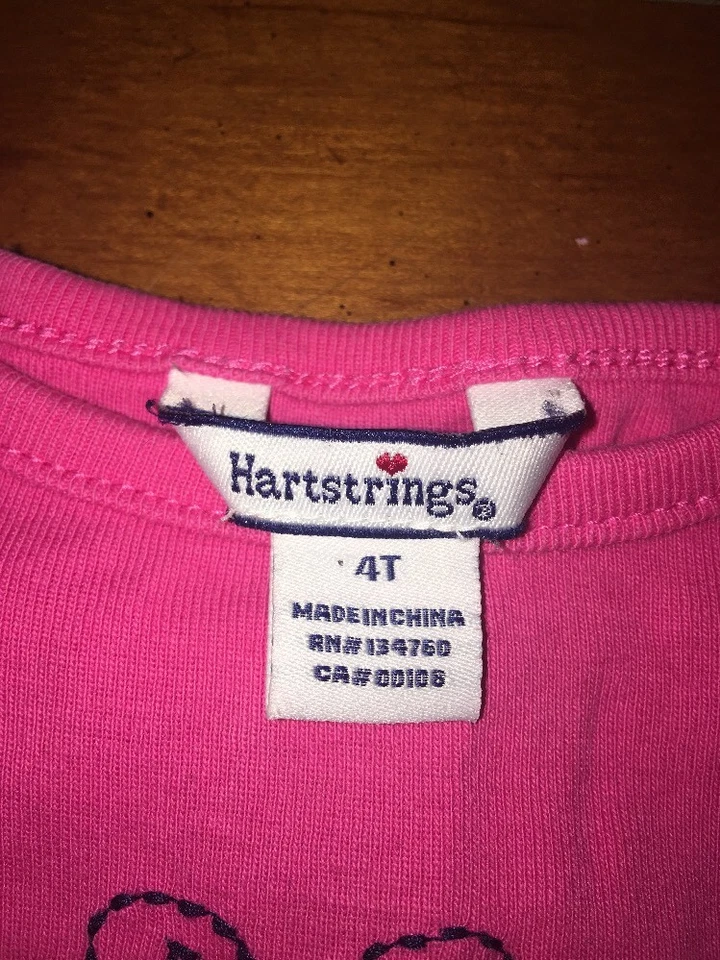 Hartstrings®
4T
MADE IN CHINA
RN#134760
CA#00106